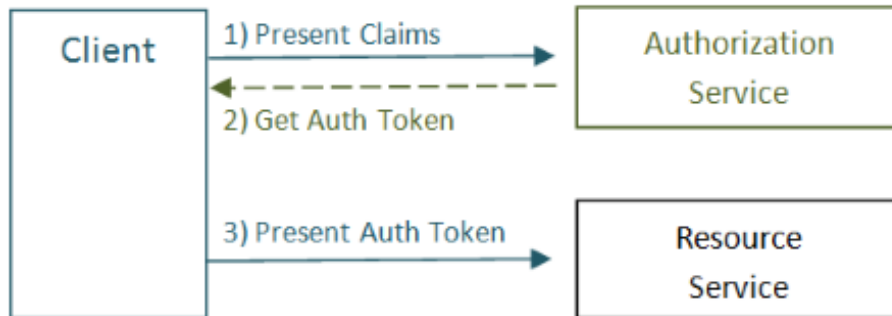 Client
1) Present Claims
Authorization
Service
2) Get Auth Token
3) Present Auth Token
Resource
Service